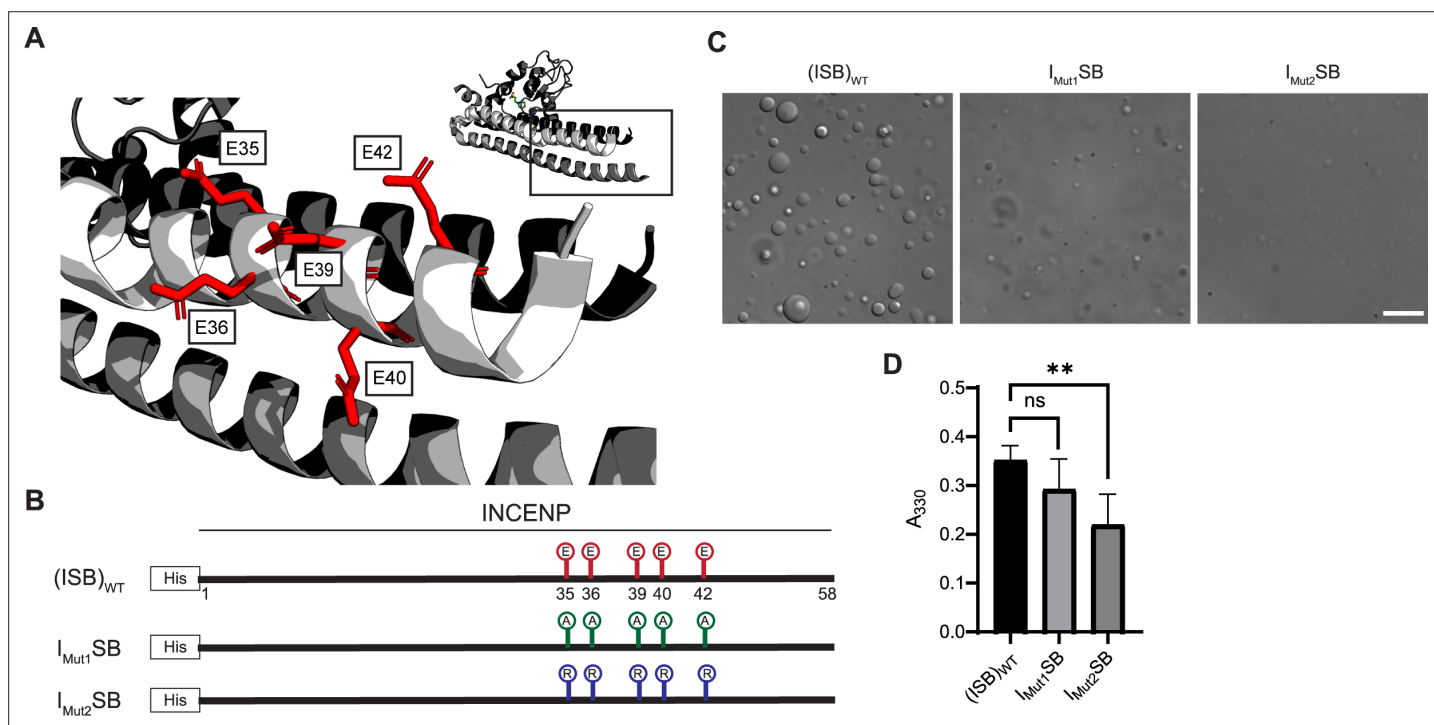 A
E35
E42
E39
E36
E40
B
INCENP
(ISB)WT
His
E E E E E
1 35 36 39 40 42 58
IMut1SB
His
A A A A A
IMut2SB
His
R R R R R
C
(ISB)WT
IMut1SB
IMut2SB
D
**
ns
0.5
0.4
0.3
0.2
0.1
0.0
A330
(ISB)WT
IMut1SB
IMut2SB